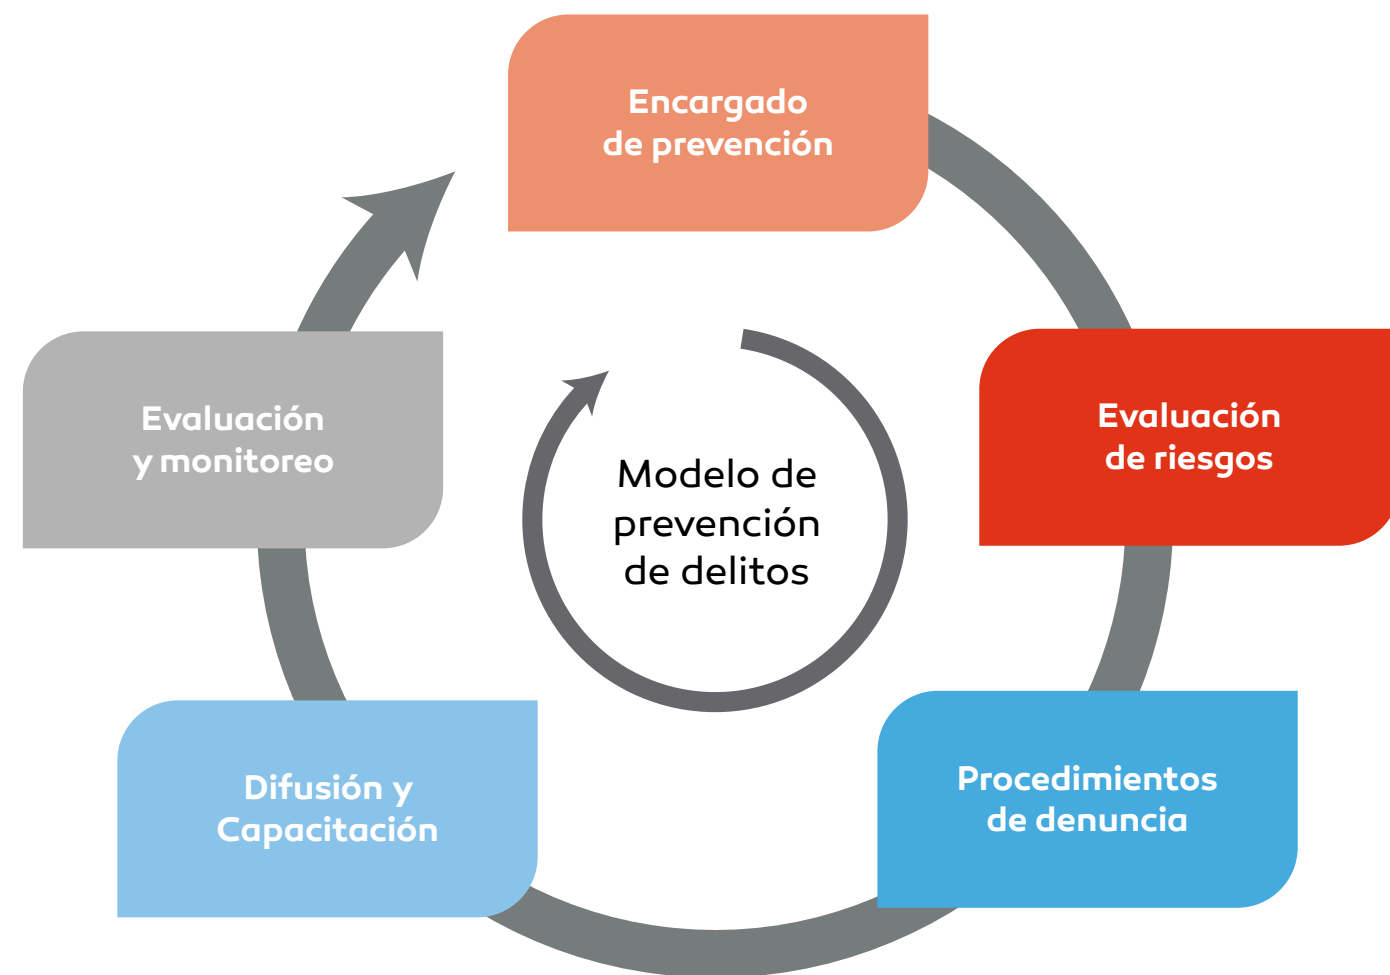 Encargado
de prevención
Evaluación
de riesgos
Procedimientos
de denuncia
Difusión y
Capacitación
Evaluación
y monitoreo
Modelo de
prevención
de delitos